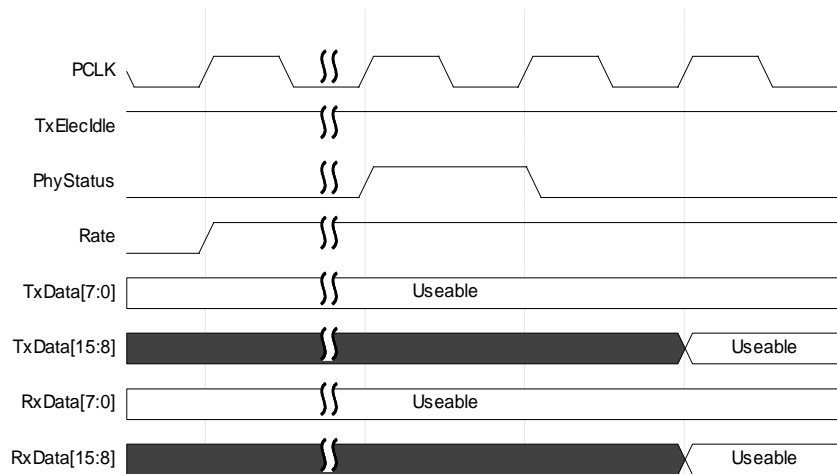 PCLK
TxElecIdle
PhyStatus
Rate
TxData[7:0] Useable
TxData[15:8] Useable
RxData[7:0] Useable
RxData[15:8] Useable